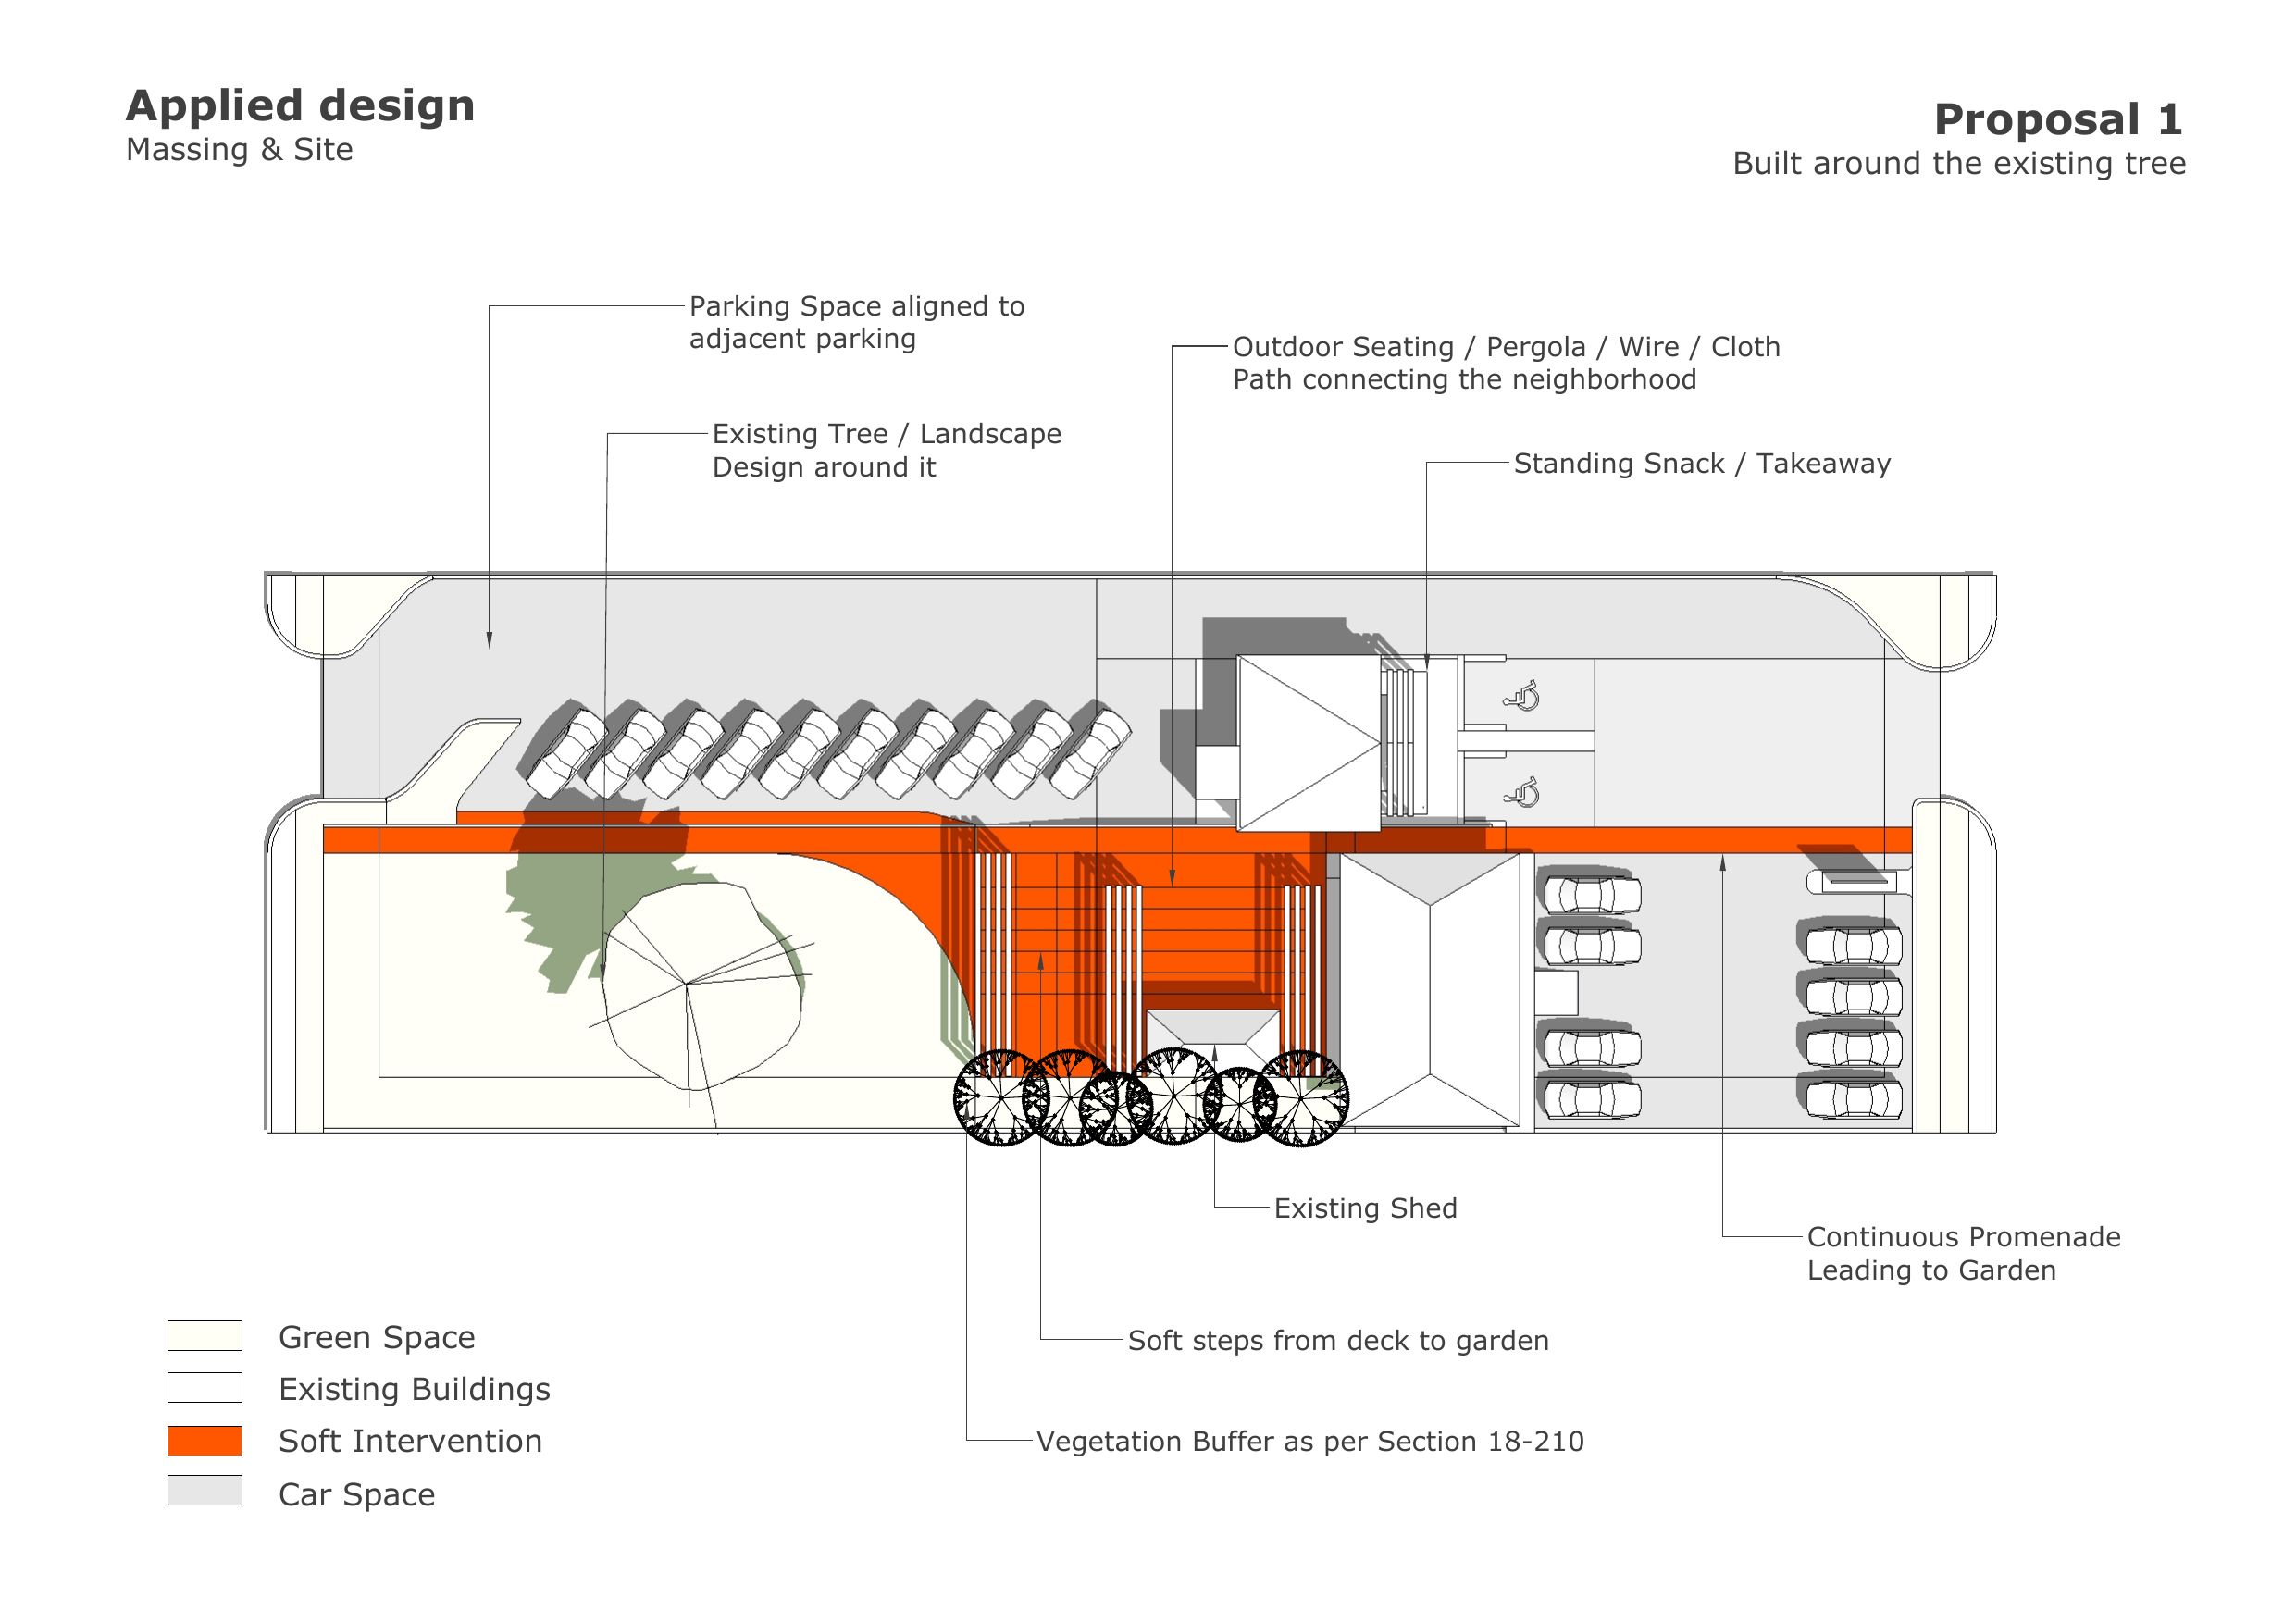 Applied design
Massing & Site
Proposal 1
Built around the existing tree
Parking Space aligned to
adjacent parking
Outdoor Seating / Pergola / Wire / Cloth
Path connecting the neighborhood
Existing Tree / Landscape
Design around it
Standing Snack / Takeaway
Existing Shed
Continuous Promenade
Leading to Garden
Soft steps from deck to garden
Vegetation Buffer as per Section 18-210
Green Space
Existing Buildings
Soft Intervention
Car Space